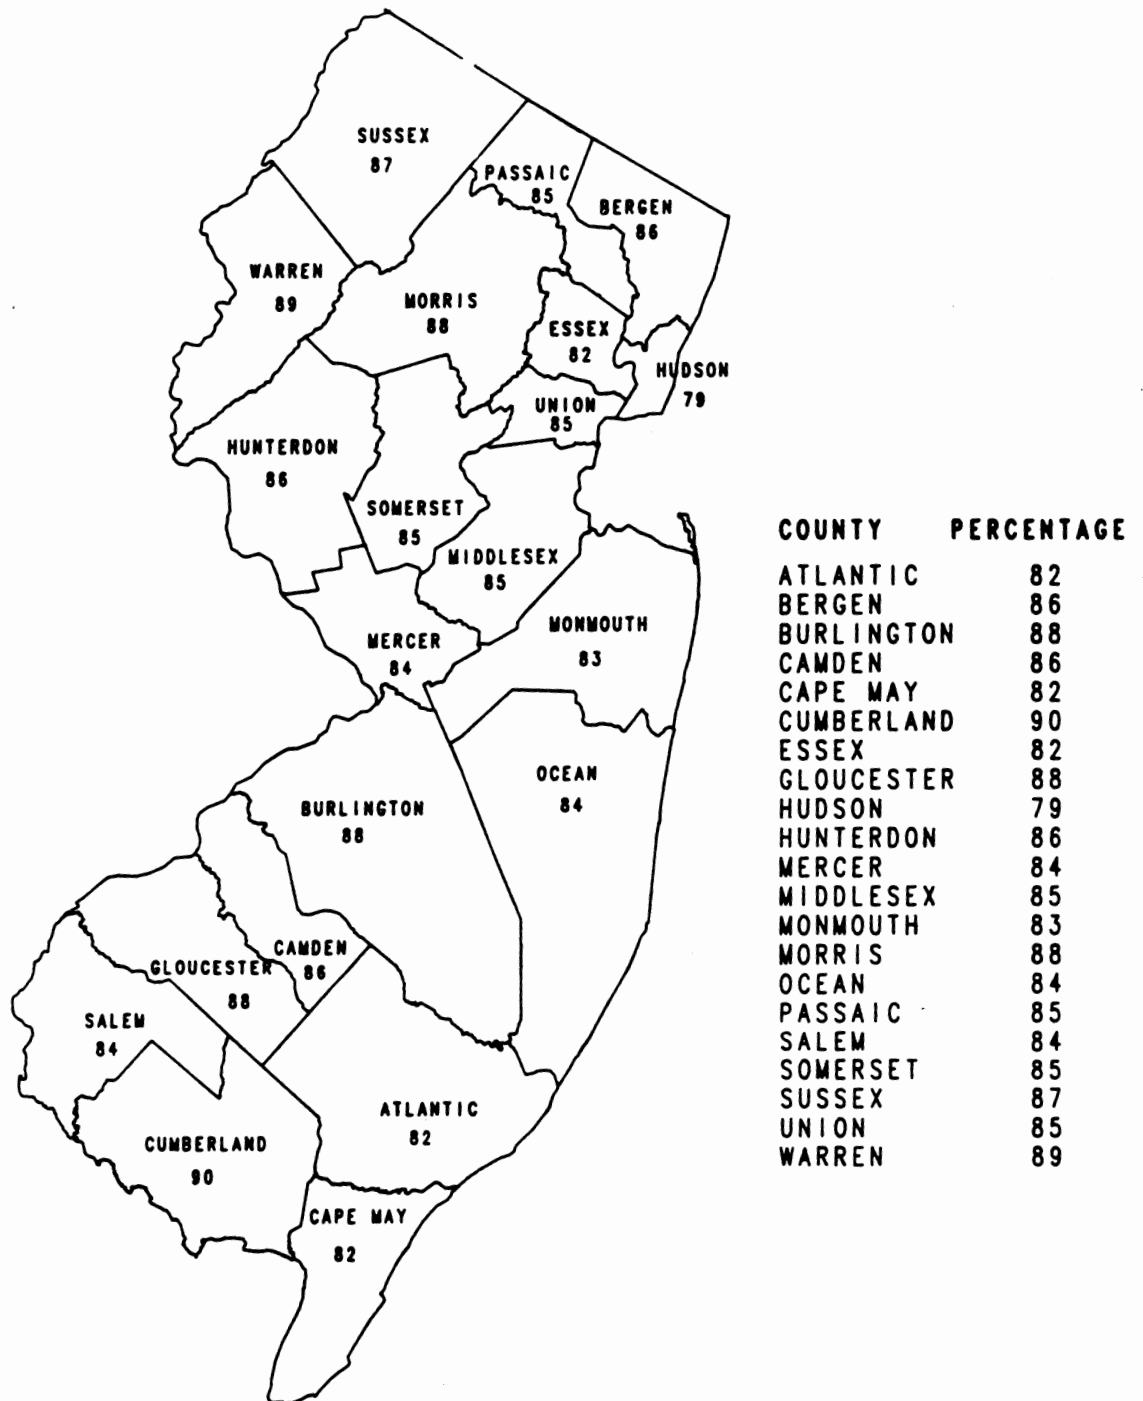 SUSSEX
87
PASSAIC
85
BERGEN
86
WARREN
89
MORRIS
88
ESSEX
82
HUDSON
79
UNION
85
HUNTERDON
86
SOMERSET
85
MIDDLESEX
85
MONMOUTH
83
MERCER
84
OCEAN
84
BURLINGTON
88
CAMDEN
86
GLOUCESTER
88
SALEM
84
ATLANTIC
82
CUMBERLAND
90
CAPE MAY
82
COUNTY PERCENTAGE
ATLANTIC 82
BERGEN 86
BURLINGTON 88
CAMDEN 86
CAPE MAY 82
CUMBERLAND 90
ESSEX 82
GLOUCESTER 88
HUDSON 79
HUNTERDON 86
MERCER 84
MIDDLESEX 85
MONMOUTH 83
MORRIS 88
OCEAN 84
PASSAIC 85
SALEM 84
SOMERSET 85
SUSSEX 87
UNION 85
WARREN 89